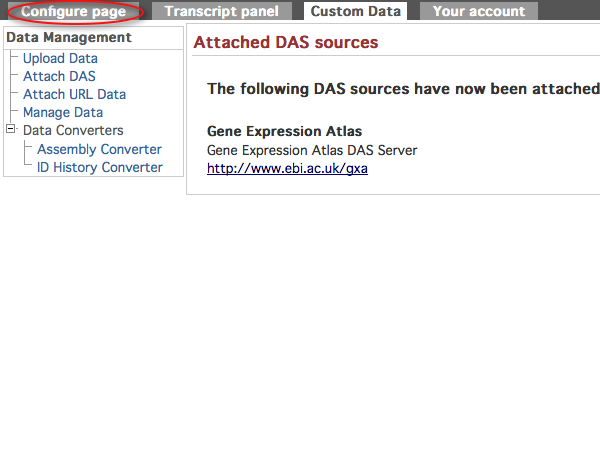 Configure page Transcript panel Custom Data Your account
Data Management
Upload Data
Attach DAS
Attach URL Data
Manage Data
Data Converters
Assembly Converter
ID History Converter
Attached DAS sources
The following DAS sources have now been attached
Gene Expression Atlas
Gene Expression Atlas DAS Server
http://www.ebi.ac.uk/gxa